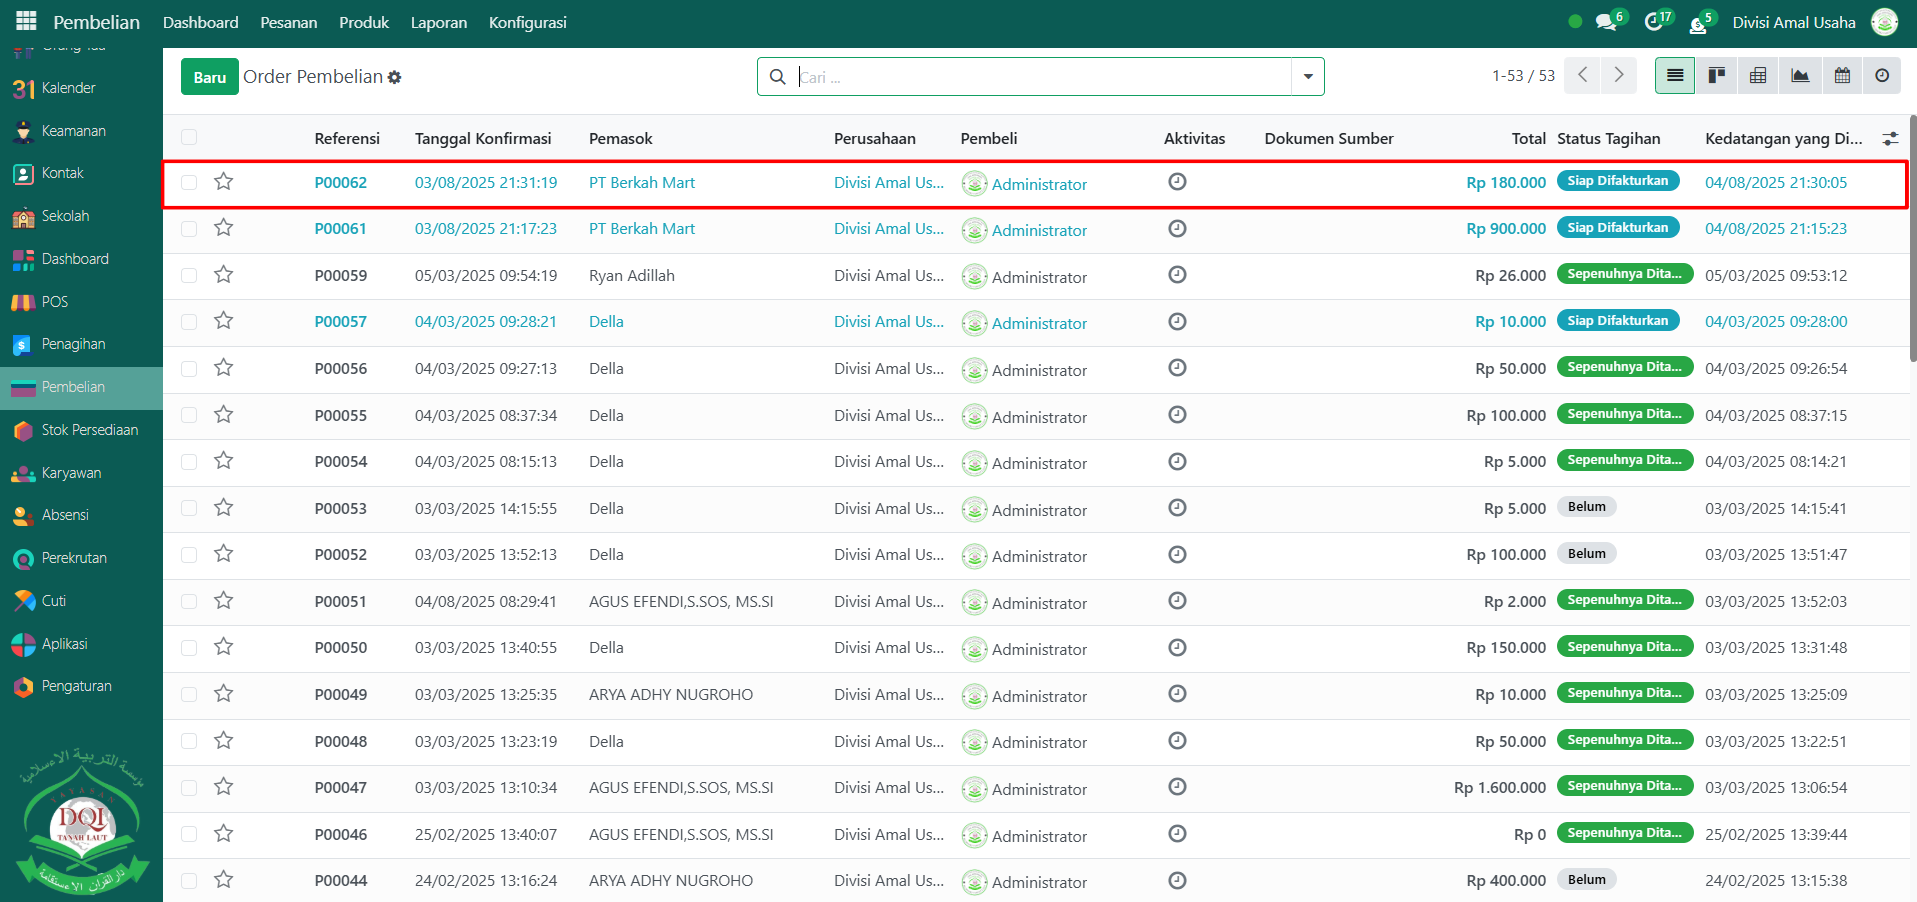 Pembelian Dashboard Pesanan Produk Laporan Konfigurasi 6 17 5 Divisi Amal Usaha
Orang Tua
31 Kalender
Keamanan
Kontak
Sekolah
Dashboard
POS
Penagihan
Pembelian
Stok Persediaan
Karyawan
Absensi
Perekrutan
Cuti
Aplikasi
Pengaturan
مؤسسة التربية الإسلامية
YAYASAN
DQI
TANAH LAUT
دار القرآن الاستقامة
Baru Order Pembelian Cari ... 1-53 / 53
Referensi Tanggal Konfirmasi Pemasok Perusahaan Pembeli Aktivitas Dokumen Sumber Total Status Tagihan Kedatangan yang Di...
P00062 03/08/2025 21:31:19 PT Berkah Mart Divisi Amal Us... Administrator Rp 180.000 Siap Difakturkan 04/08/2025 21:30:05
P00061 03/08/2025 21:17:23 PT Berkah Mart Divisi Amal Us... Administrator Rp 900.000 Siap Difakturkan 04/08/2025 21:15:23
P00059 05/03/2025 09:54:19 Ryan Adillah Divisi Amal Us... Administrator Rp 26.000 Sepenuhnya Dita... 05/03/2025 09:53:12
P00057 04/03/2025 09:28:21 Della Divisi Amal Us... Administrator Rp 10.000 Siap Difakturkan 04/03/2025 09:28:00
P00056 04/03/2025 09:27:13 Della Divisi Amal Us... Administrator Rp 50.000 Sepenuhnya Dita... 04/03/2025 09:26:54
P00055 04/03/2025 08:37:34 Della Divisi Amal Us... Administrator Rp 100.000 Sepenuhnya Dita... 04/03/2025 08:37:15
P00054 04/03/2025 08:15:13 Della Divisi Amal Us... Administrator Rp 5.000 Sepenuhnya Dita... 04/03/2025 08:14:21
P00053 03/03/2025 14:15:55 Della Divisi Amal Us... Administrator Rp 5.000 Belum 03/03/2025 14:15:41
P00052 03/03/2025 13:52:13 Della Divisi Amal Us... Administrator Rp 100.000 Belum 03/03/2025 13:51:47
P00051 04/08/2025 08:29:41 AGUS EFENDI,S.SOS, MS.SI Divisi Amal Us... Administrator Rp 2.000 Sepenuhnya Dita... 03/03/2025 13:52:03
P00050 03/03/2025 13:40:55 Della Divisi Amal Us... Administrator Rp 150.000 Sepenuhnya Dita... 03/03/2025 13:31:48
P00049 03/03/2025 13:25:35 ARYA ADHY NUGROHO Divisi Amal Us... Administrator Rp 10.000 Sepenuhnya Dita... 03/03/2025 13:25:09
P00048 03/03/2025 13:23:19 Della Divisi Amal Us... Administrator Rp 50.000 Sepenuhnya Dita... 03/03/2025 13:22:51
P00047 03/03/2025 13:10:34 AGUS EFENDI,S.SOS, MS.SI Divisi Amal Us... Administrator Rp 1.600.000 Sepenuhnya Dita... 03/03/2025 13:06:54
P00046 25/02/2025 13:40:07 AGUS EFENDI,S.SOS, MS.SI Divisi Amal Us... Administrator Rp 0 Sepenuhnya Dita... 25/02/2025 13:39:44
P00044 24/02/2025 13:16:24 ARYA ADHY NUGROHO Divisi Amal Us... Administrator Rp 400.000 Belum 24/02/2025 13:15:38